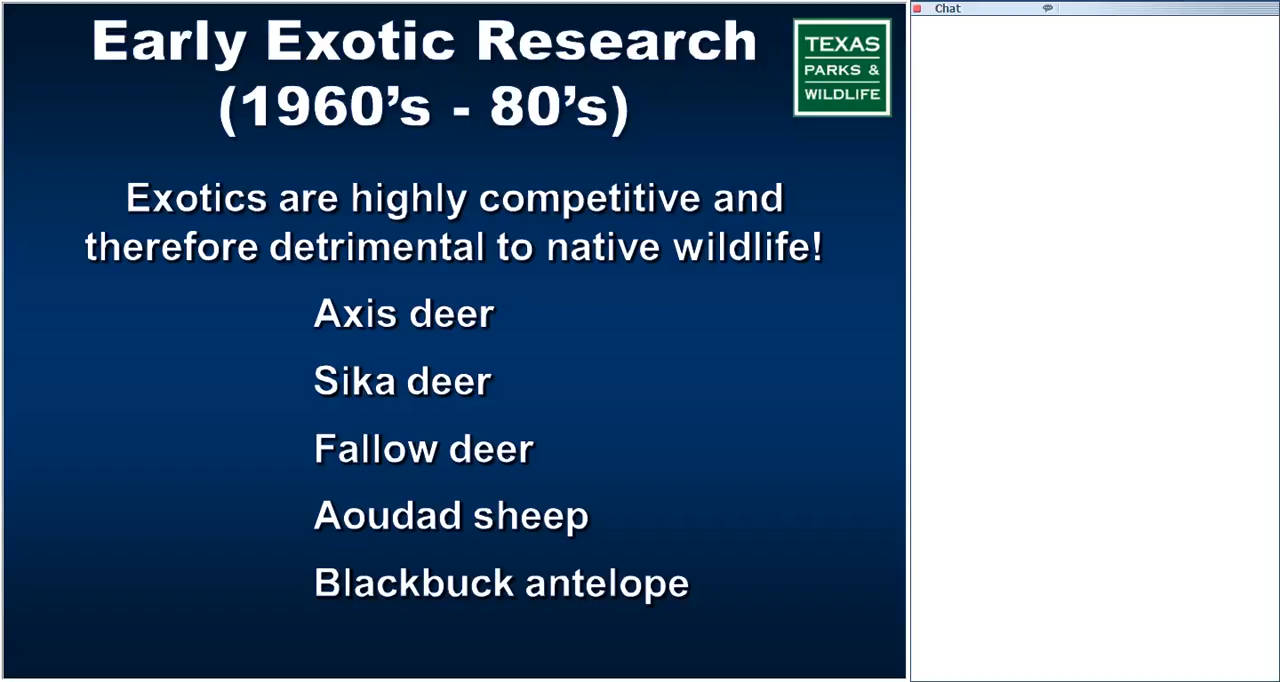 Early Exotic Research
(1960’s - 80’s)
TEXAS
PARKS &
WILDLIFE
Exotics are highly competitive and
therefore detrimental to native wildlife!
Axis deer
Sika deer
Fallow deer
Aoudad sheep
Blackbuck antelope
Chat